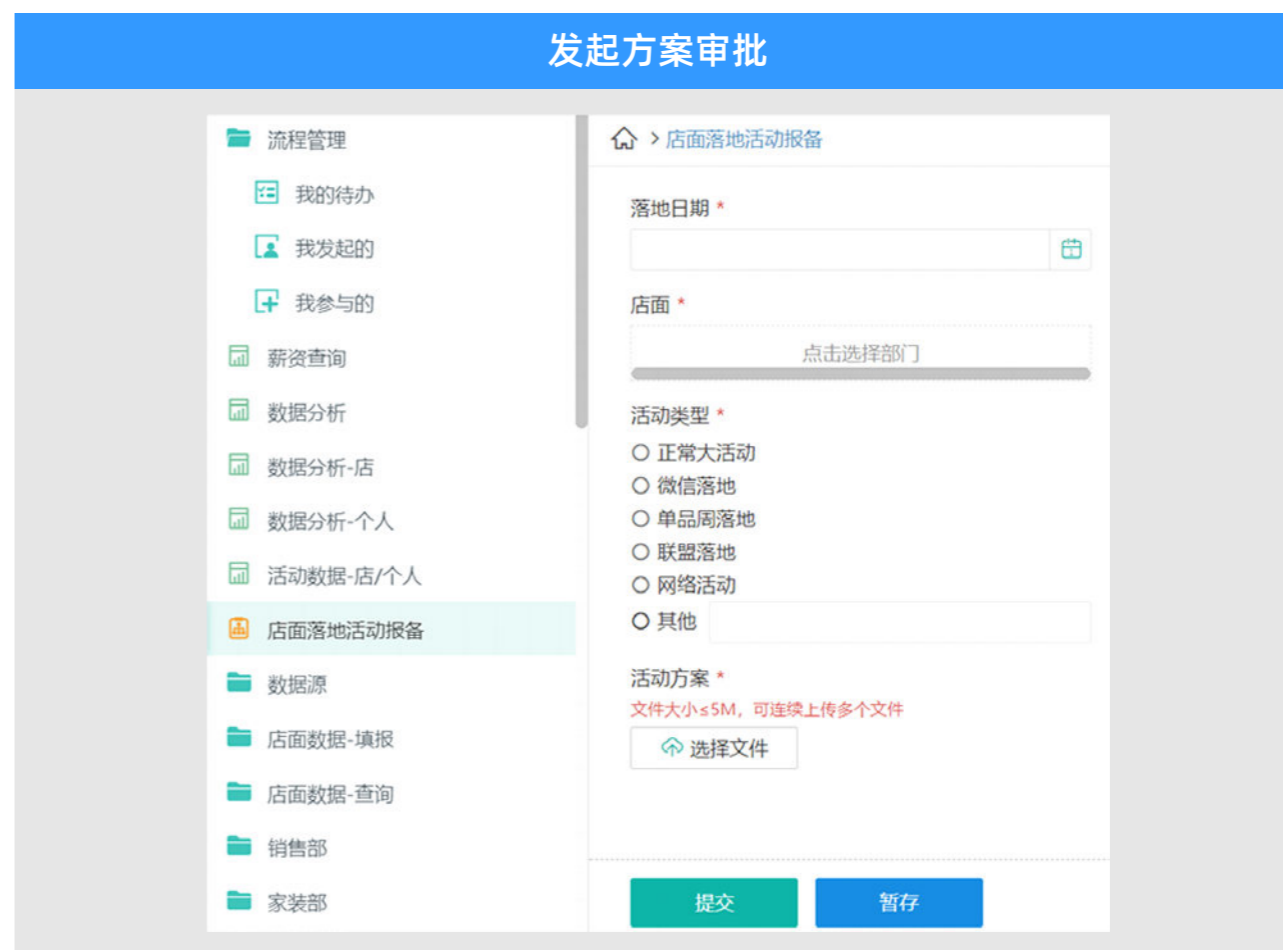 发起方案审批
流程管理
我的待办
我发起的
我参与的
薪资查询
数据分析
数据分析-店
数据分析-个人
活动数据-店/个人
店面落地活动报备
数据源
店面数据-填报
店面数据-查询
销售部
家装部
> 店面落地活动报备
落地日期 *
店面 *
点击选择部门
活动类型 *
正常大活动
微信落地
单品周落地
联盟落地
网络活动
其他
活动方案 *
文件大小≤5M，可连续上传多个文件
选择文件
提交
暂存